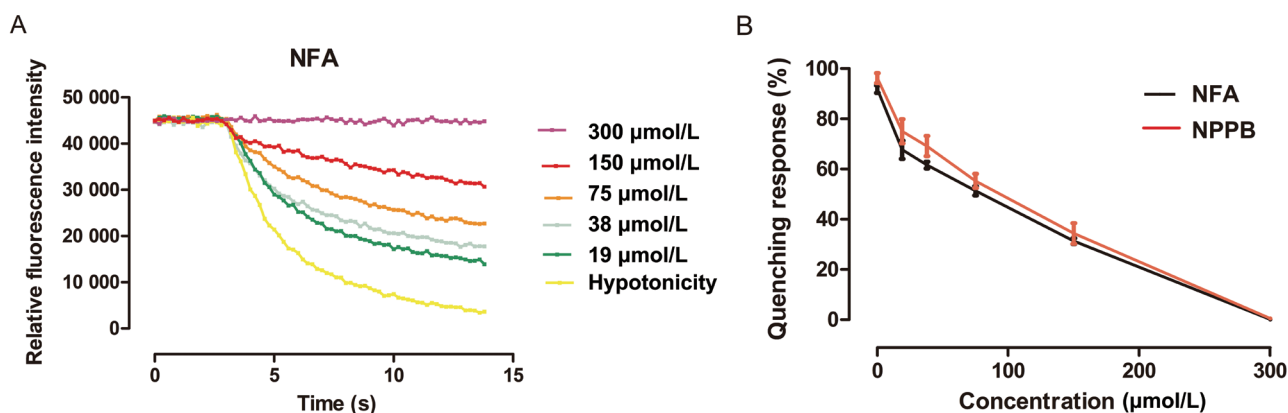 A
NFA
Relative fluorescence intensity
50 000
40 000
30 000
20 000
10 000
0
0
5
10
15
Time (s)
300 µmol/L
150 µmol/L
75 µmol/L
38 µmol/L
19 µmol/L
Hypotonicity
B
Quenching response (%)
100
80
60
40
20
0
0
100
200
300
Concentration (µmol/L)
NFA
NPPB